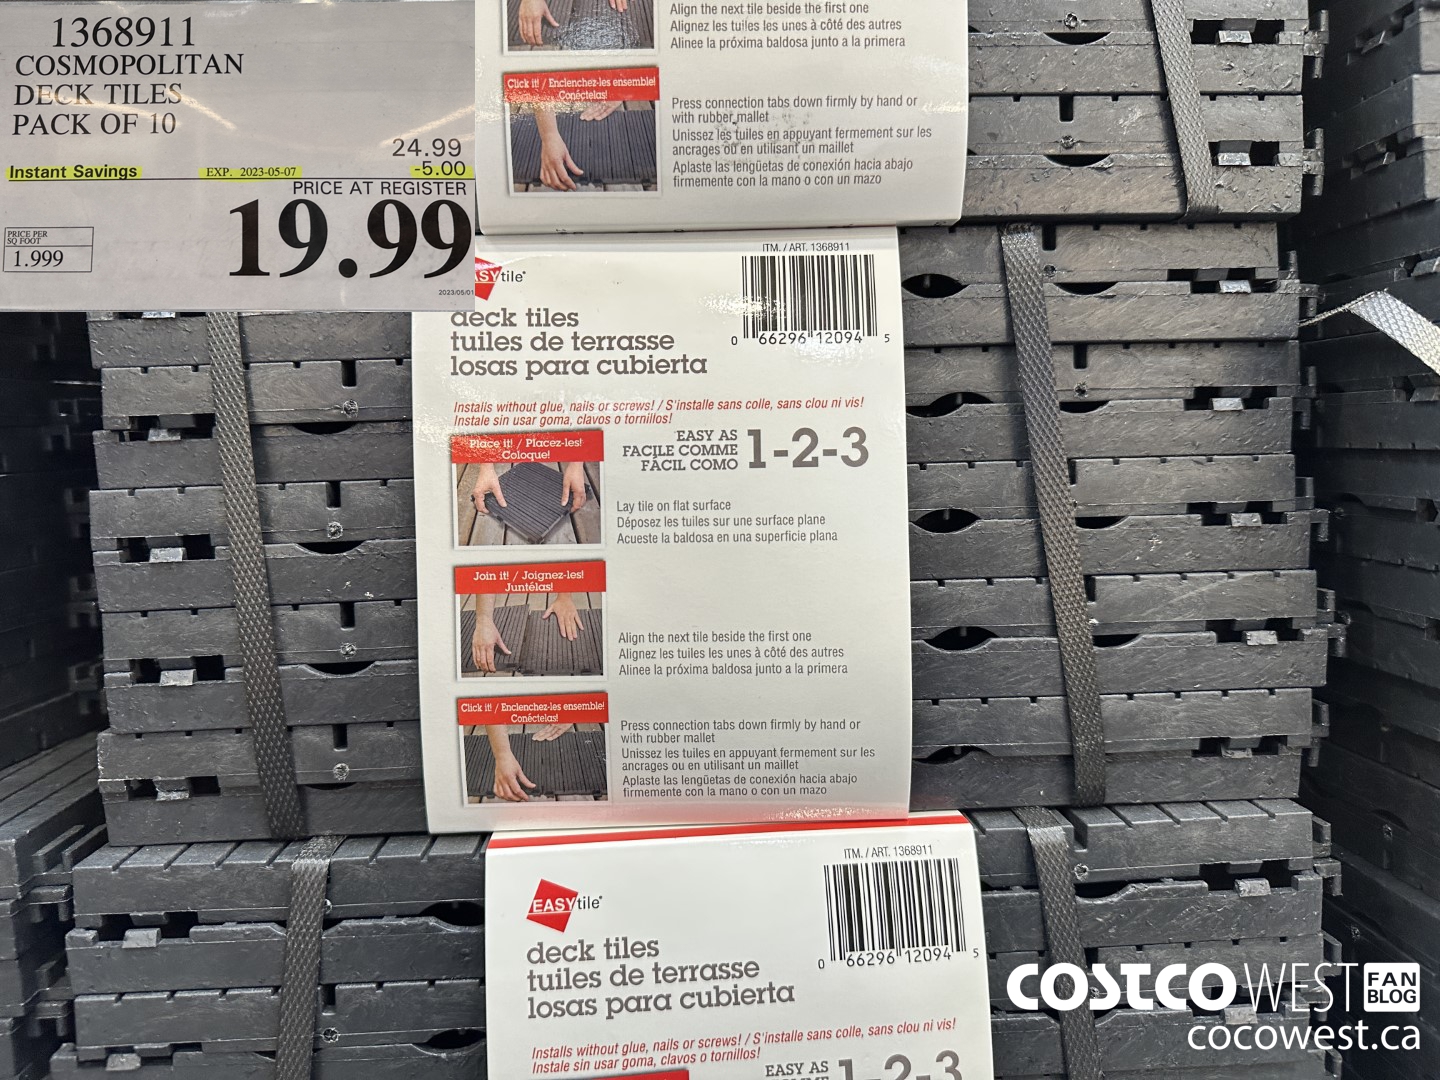 1368911
COSMOPOLITAN
DECK TILES
PACK OF 10
24.99
Instant Savings EXP. 2023-05-07 -5.00
PRICE AT REGISTER
19.99
PRICE PER
SQ FOOT
1.999
2023/05/01
Align the next tile beside the first one
Alignez les tuiles les unes à côté des autres
Alinee la próxima baldosa junto a la primera
Click it! / Enclenchez-les ensemble!
Conéctelas!
Press connection tabs down firmly by hand or
with rubber mallet
Unissez les tuiles en appuyant fermement sur les
ancrages ou en utilisant un maillet
Aplaste las lengüetas de conexión hacia abajo
firmemente con la mano o con un mazo
ITM. / ART. 1368911
ASYtile®
0 66296 12094 5
deck tiles
tuiles de terrasse
losas para cubierta
Installs without glue, nails or screws! / S'installe sans colle, sans clou ni vis!
Instale sin usar goma, clavos o tornillos!
Place it! / Placez-les!
Coloque!
EASY AS
FACILE COMME
FÁCIL COMO
1-2-3
Lay tile on flat surface
Déposez les tuiles sur une surface plane
Acueste la baldosa en una superficie plana
Join it! / Joignez-les!
Juntélas!
Align the next tile beside the first one
Alignez les tuiles les unes à côté des autres
Alinee la próxima baldosa junto a la primera
Click it! / Enclenchez-les ensemble!
Conéctelas!
Press connection tabs down firmly by hand or
with rubber mallet
Unissez les tuiles en appuyant fermement sur les
ancrages ou en utilisant un maillet
Aplaste las lengüetas de conexión hacia abajo
firmemente con la mano o con un mazo
ITM. / ART. 1368911
EASYtile®
0 66296 12094 5
deck tiles
tuiles de terrasse
losas para cubierta
Installs without glue, nails or screws! / S'installe sans colle, sans clou ni vis!
Instale sin usar goma, clavos o tornillos!
EASY AS
1-2-3
COSTCO WEST FAN BLOG
cocowest.ca